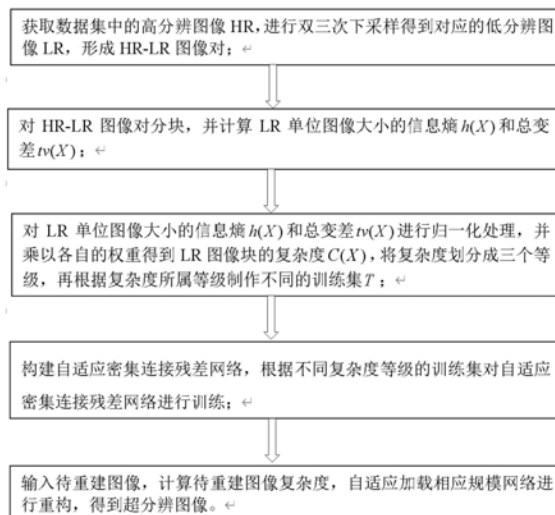 获取数据集中的高分辨图像 HR，进行双三次下采样得到对应的低分辨图
像 LR，形成 HR-LR 图像对；
对 HR-LR 图像对分块，并计算 LR 单位图像大小的信息熵 h(X) 和总变
差 tv(X)；
对 LR 单位图像大小的信息熵 h(X) 和总变差 tv(X) 进行归一化处理，并
乘以各自的权重得到 LR 图像块的复杂度 C(X)，将复杂度划分成三个等
级，再根据复杂度所属等级制作不同的训练集 T；
构建自适应密集连接残差网络，根据不同复杂度等级的训练集对自适应
密集连接残差网络进行训练；
输入待重建图像，计算待重建图像复杂度，自适应加载相应规模网络进
行重构，得到超分辨图像。